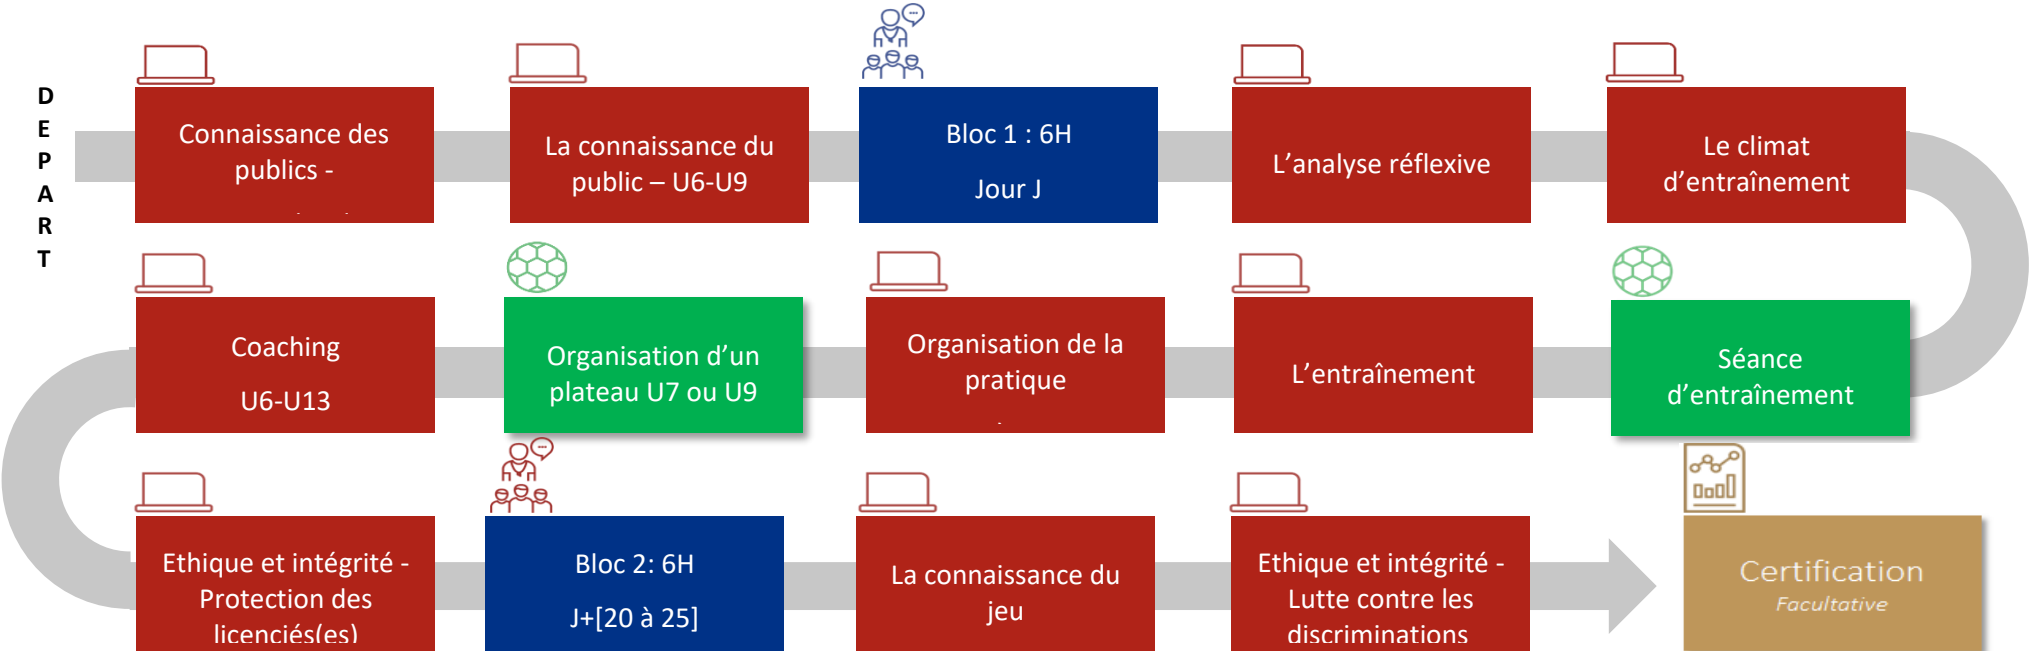 DEPART
Connaissance des
publics -
La connaissance du
public – U6-U9
Bloc 1 : 6H
Jour J
L’analyse réflexive
Le climat
d’entraînement
Séance
d’entraînement
L’entraînement
Organisation de la
pratique
Organisation d’un
plateau U7 ou U9
Coaching
U6-U13
Ethique et intégrité -
Protection des
licenciés(es)
Bloc 2: 6H
J+[20 à 25]
La connaissance du
jeu
Ethique et intégrité -
Lutte contre les
discriminations
Certification
Facultative